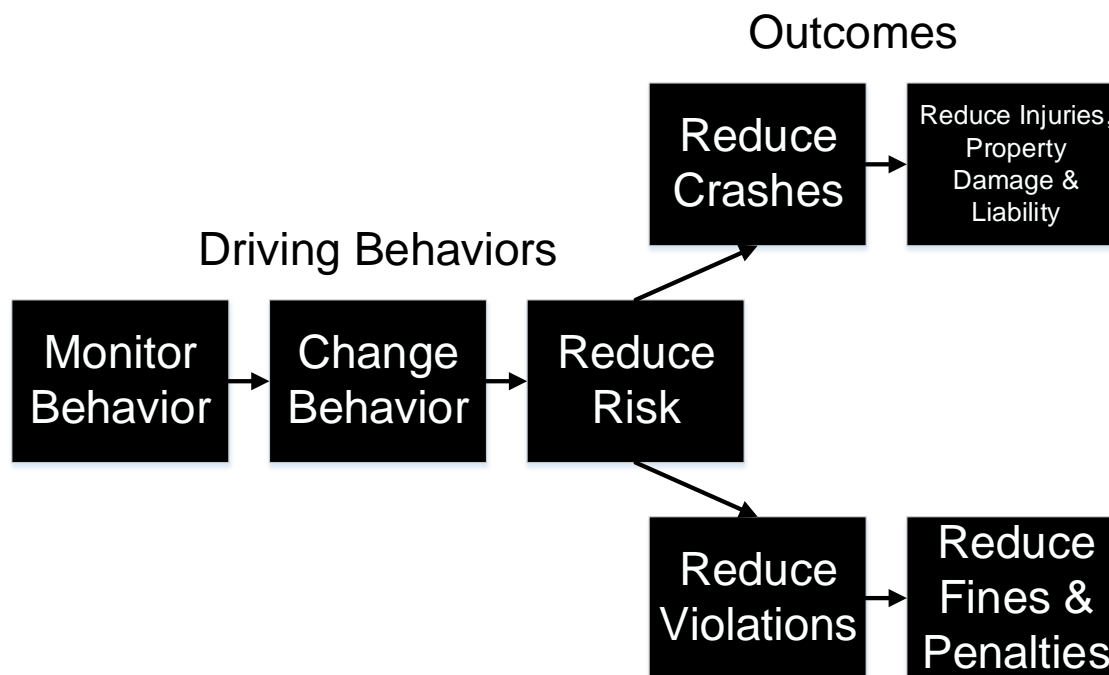 Outcomes
Reduce
Crashes
Reduce Injuries,
Property
Damage &
Liability
Driving Behaviors
Monitor
Behavior
Change
Behavior
Reduce
Risk
Reduce
Violations
Reduce
Fines &
Penalties